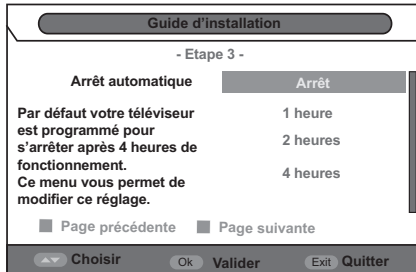 Guide d'installation
- Etape 3 -
Arrêt automatique
Arrêt
Par défaut votre téléviseur
est programmé pour
s'arrêter après 4 heures de
fonctionnement.
Ce menu vous permet de
modifier ce réglage.
1 heure
2 heures
4 heures
Page précédente Page suivante
Choisir Ok Valider Exit Quitter